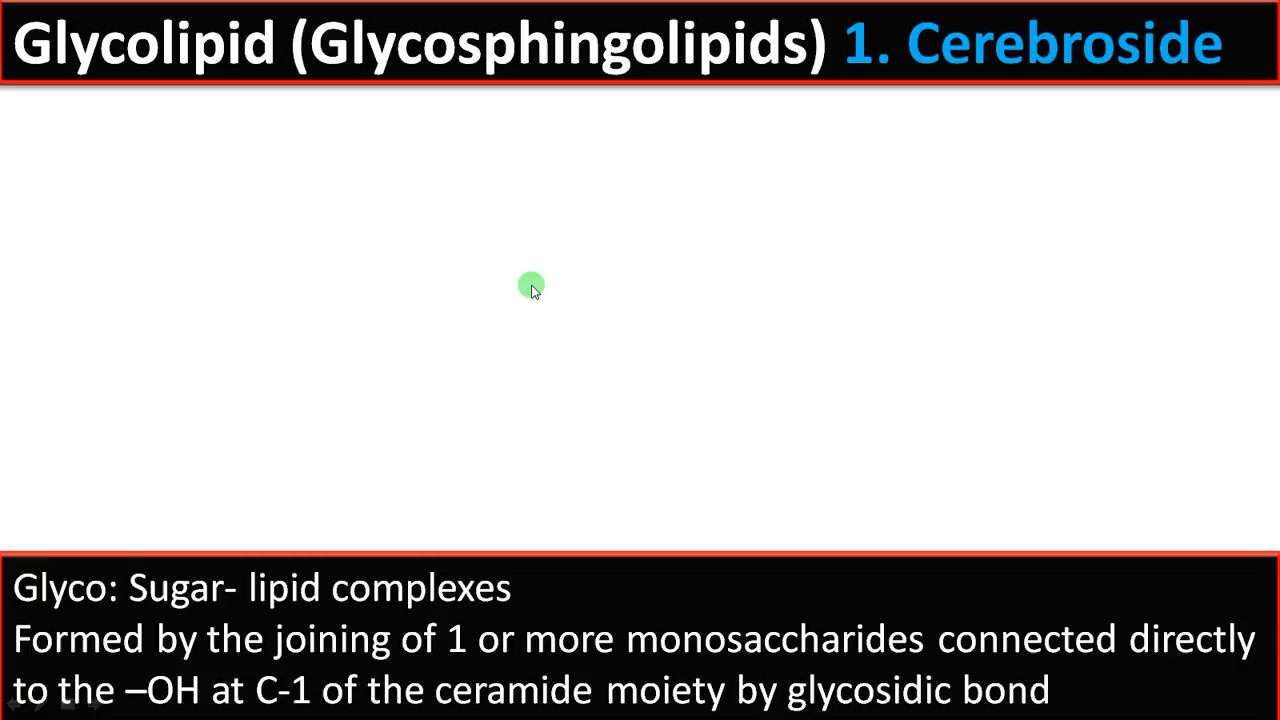 Glycolipid (Glycosphingolipids) 1. Cerebroside
Glyco: Sugar- lipid complexes
Formed by the joining of 1 or more monosaccharides connected directly
to the –OH at C-1 of the ceramide moiety by glycosidic bond